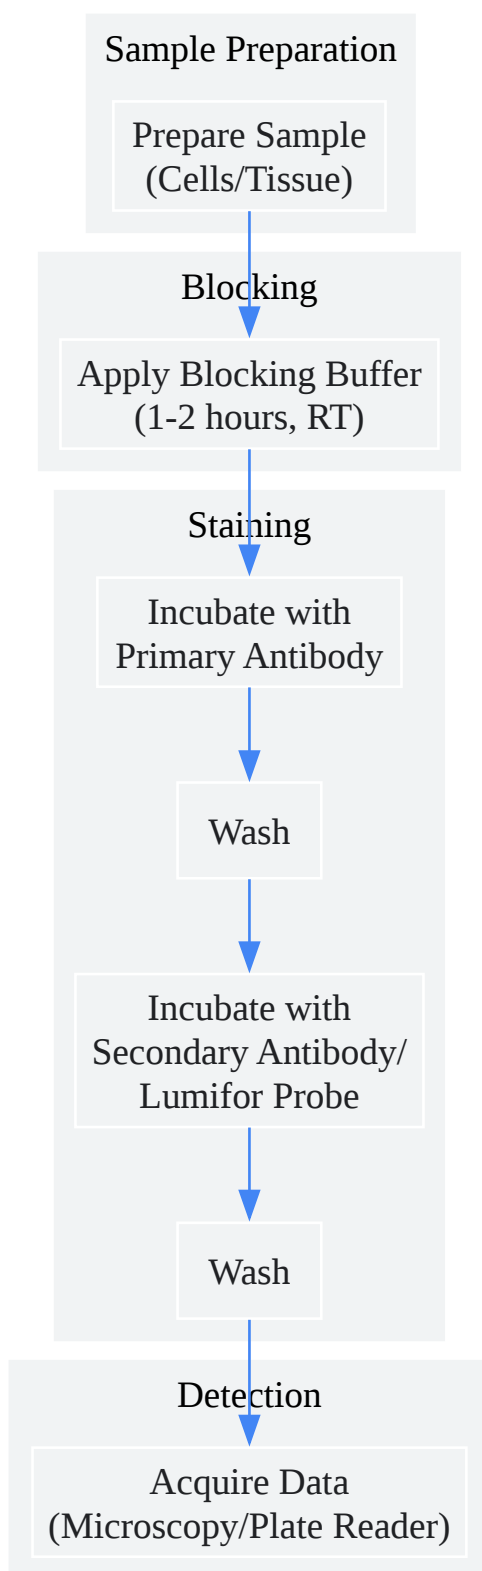 Sample Preparation
Prepare Sample
(Cells/Tissue)
Blocking
Apply Blocking Buffer
(1-2 hours, RT)
Staining
Incubate with
Primary Antibody
Wash
Incubate with
Secondary Antibody/
Lumifor Probe
Wash
Detection
Acquire Data
(Microscopy/Plate Reader)